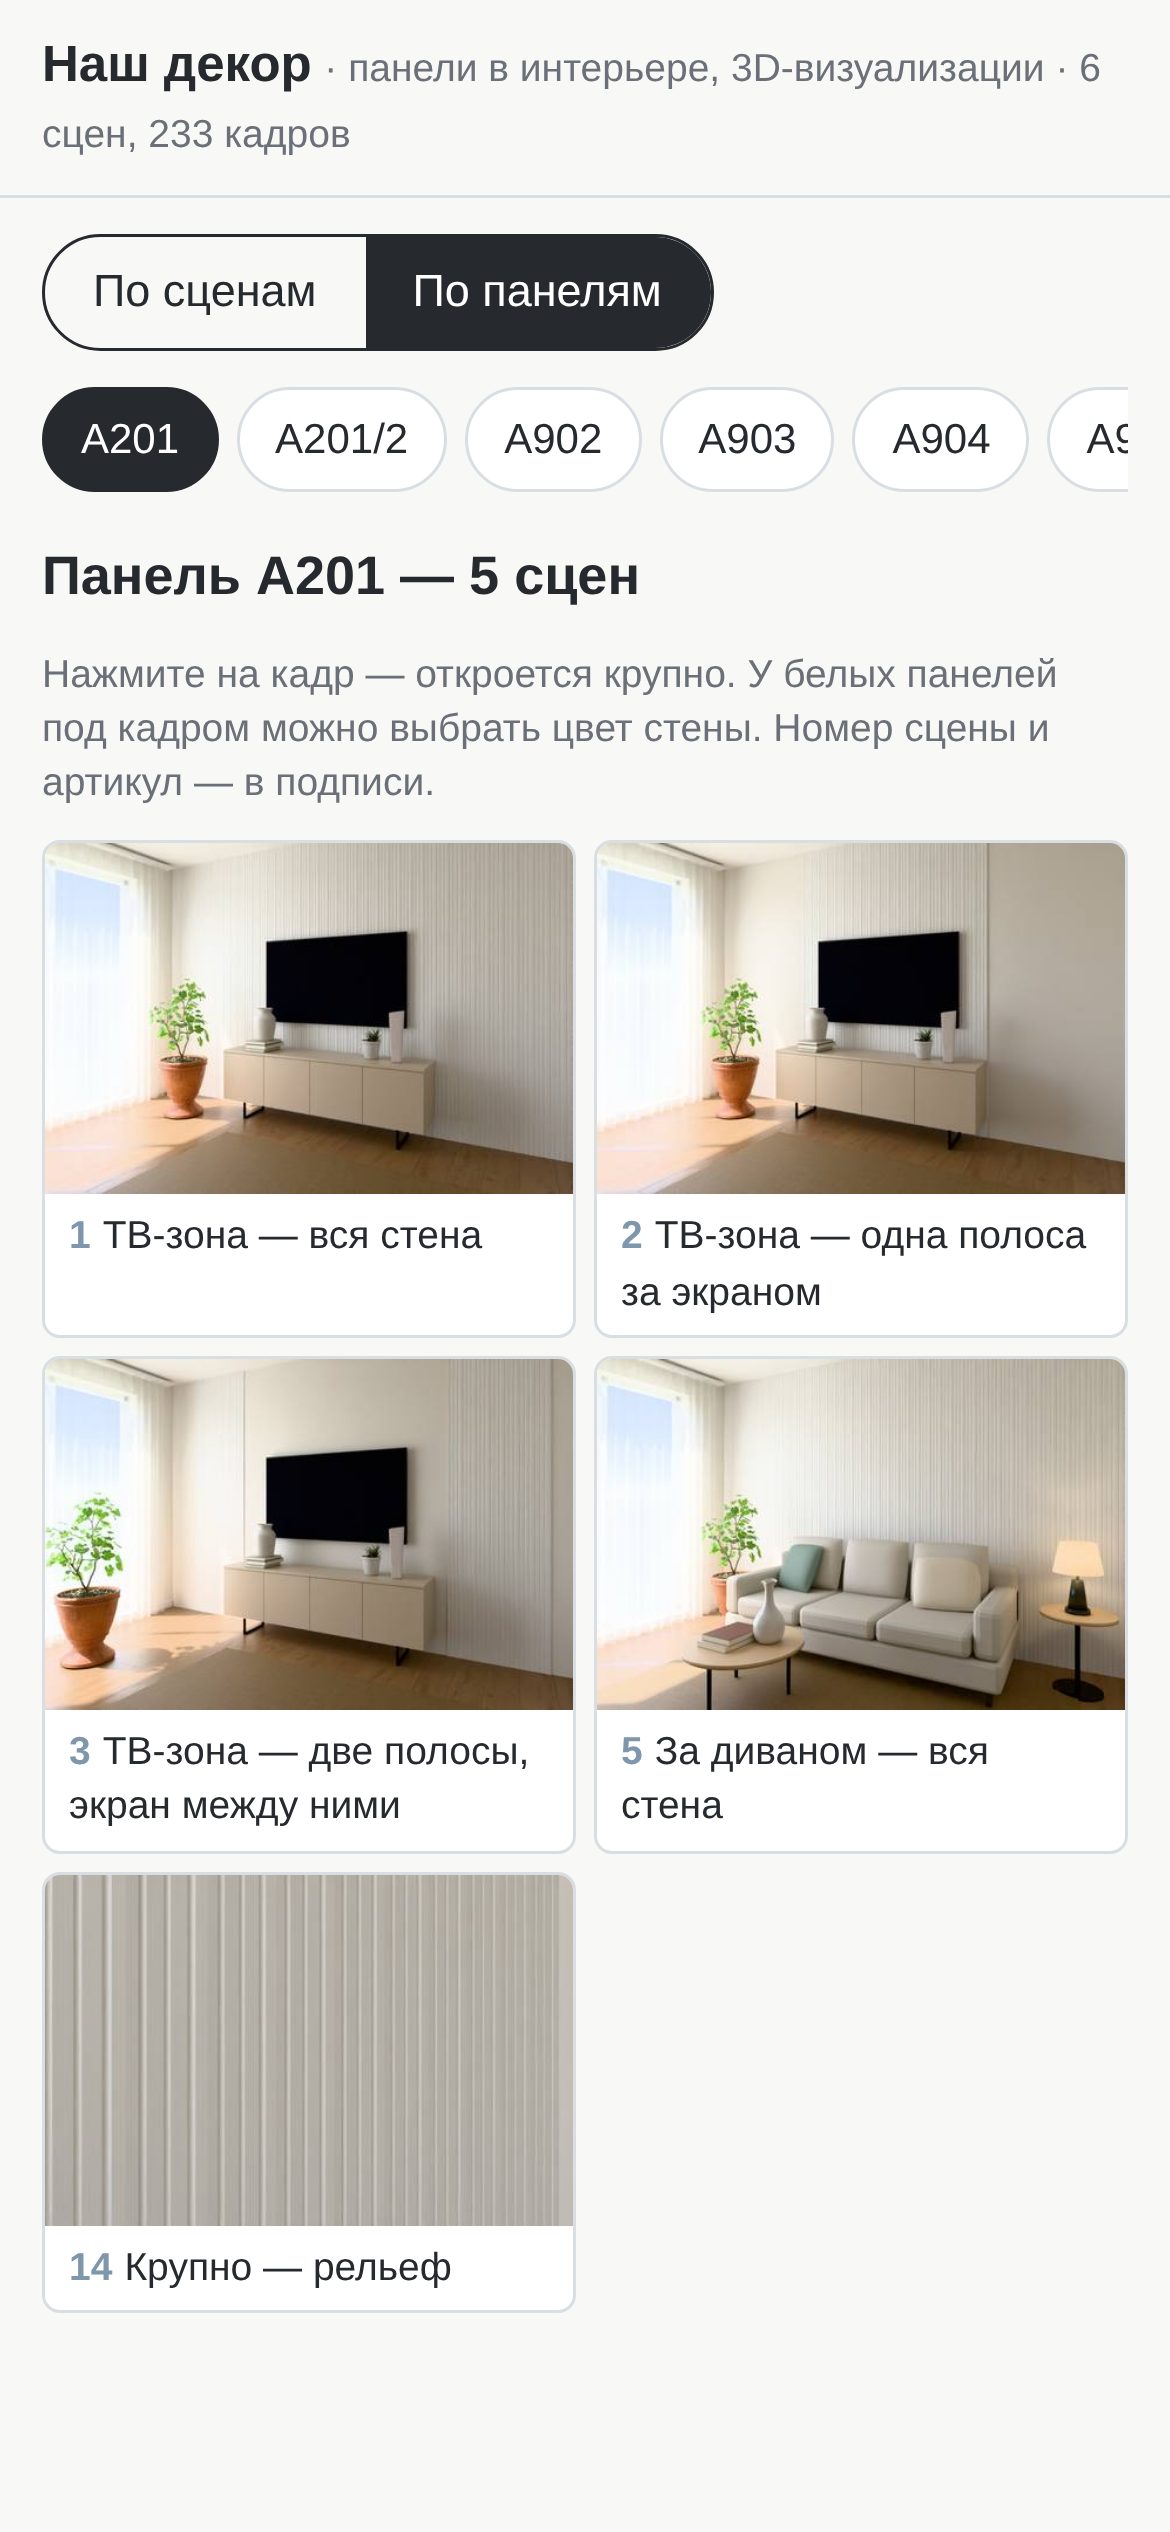 Наш декор · панели в интерьере, 3D-визуализации · 6
сцен, 233 кадров
По сценам По панелям
A201 A201/2 A902 A903 A904 A9
Панель A201 — 5 сцен
Нажмите на кадр — откроется крупно. У белых панелей
под кадром можно выбрать цвет стены. Номер сцены и
артикул — в подписи.
1 ТВ-зона — вся стена
2 ТВ-зона — одна полоса
за экраном
3 ТВ-зона — две полосы,
экран между ними
5 За диваном — вся
стена
14 Крупно — рельеф